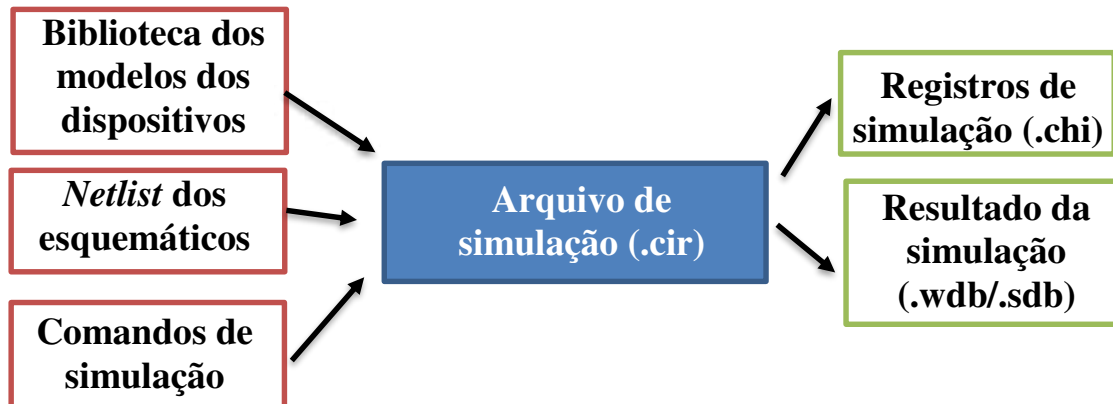 Biblioteca dos
modelos dos
dispositivos
Netlist dos
esquemáticos
Comandos de
simulação
Arquivo de
simulação (.cir)
Registros de
simulação (.chi)
Resultado da
simulação
(.wdb/.sdb)